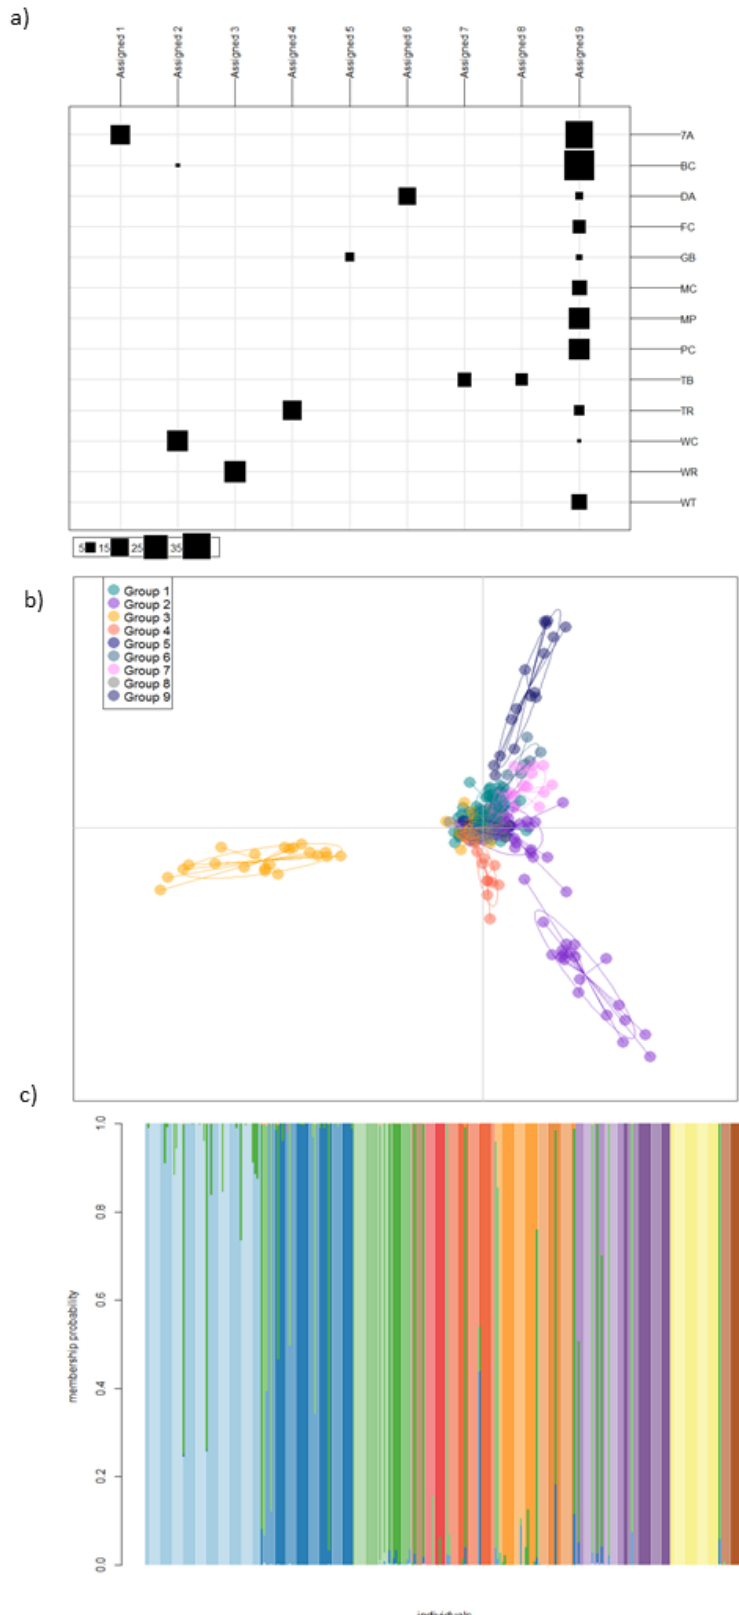 a)
Assigned 1
Assigned 2
Assigned 3
Assigned 4
Assigned 5
Assigned 6
Assigned 7
Assigned 8
Assigned 9
7A
BC
DA
FC
GB
MC
MP
PC
TB
TR
WC
WR
WT
5 15 25 35
b)
Group 1
Group 2
Group 3
Group 4
Group 5
Group 6
Group 7
Group 8
Group 9
c)
1.0
0.8
0.6
0.4
0.2
0.0
membership probability